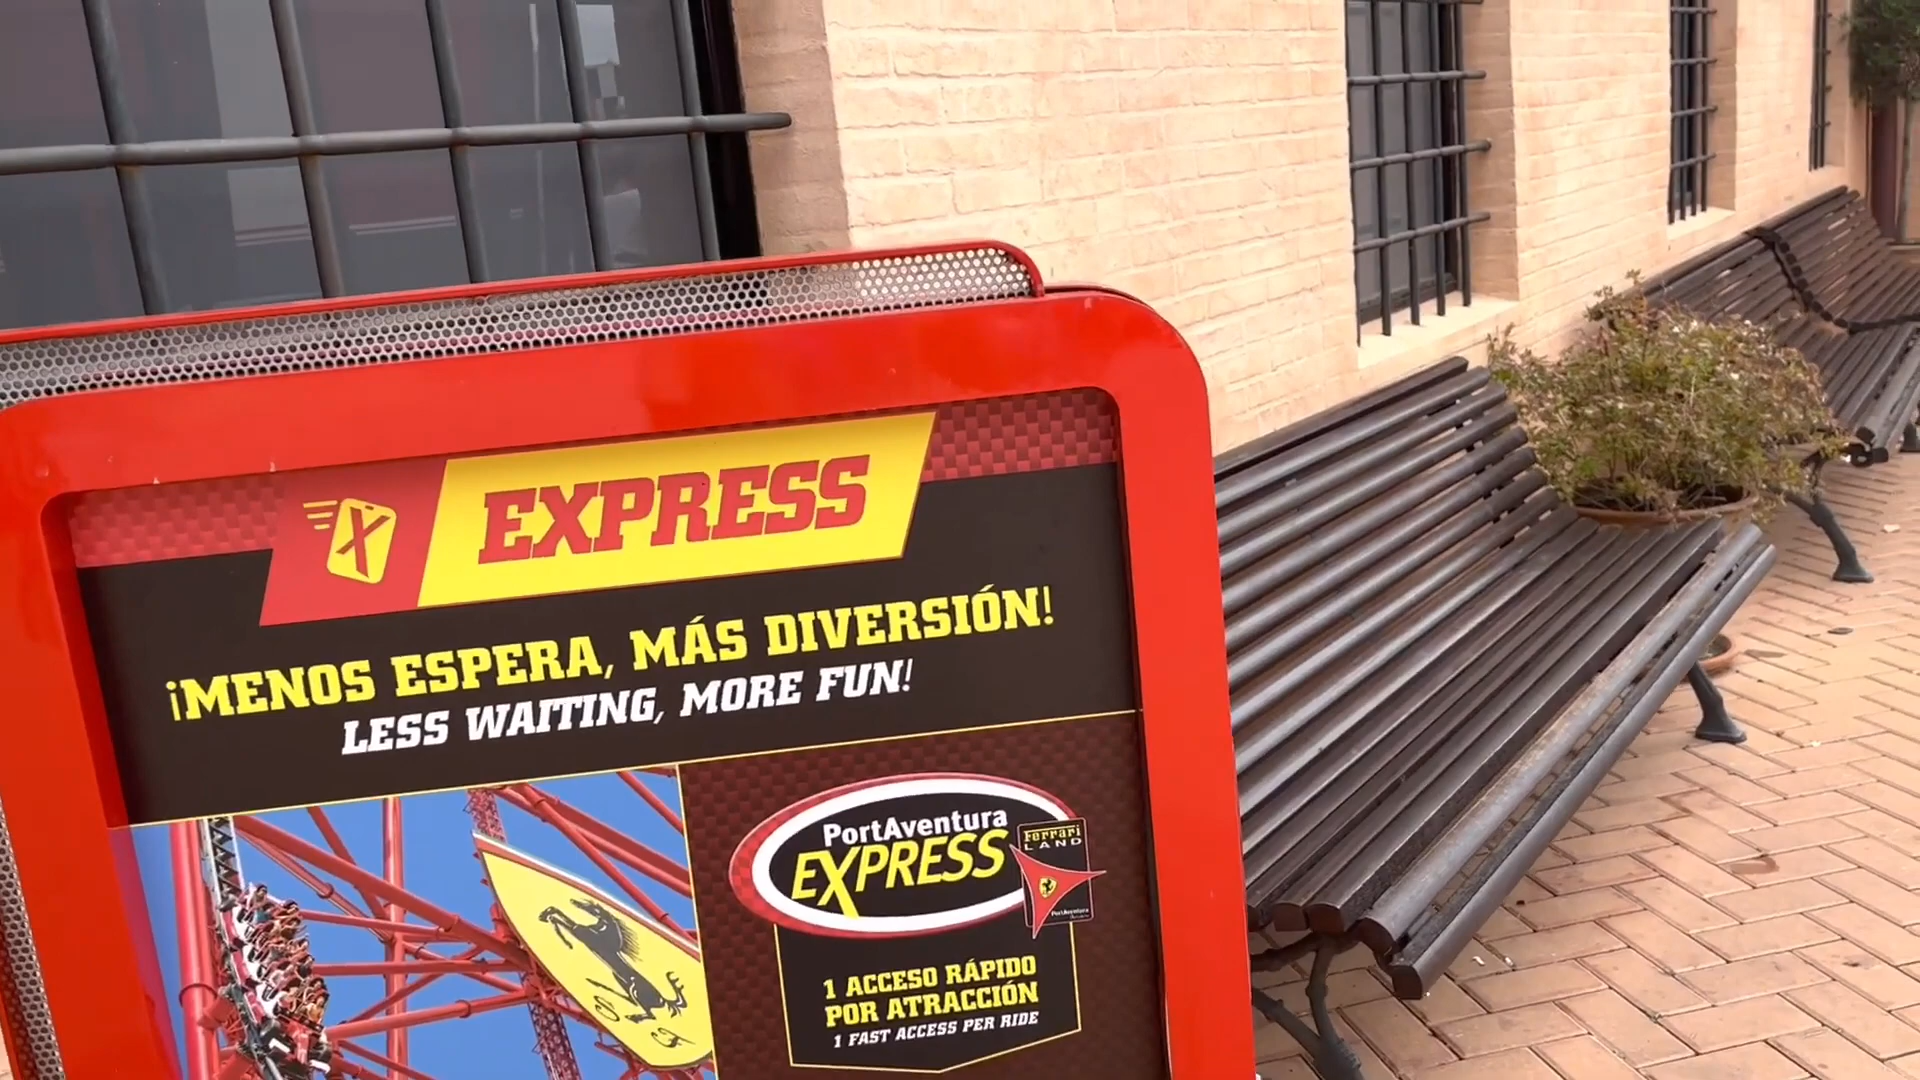 X EXPRESS
¡MENOS ESPERA, MÁS DIVERSIÓN!
LESS WAITING, MORE FUN!
PortAventura
EXPRESS
Ferrari
LAND
PortAventura
1 ACCESO RÁPIDO
POR ATRACCIÓN
1 FAST ACCESS PER RIDE